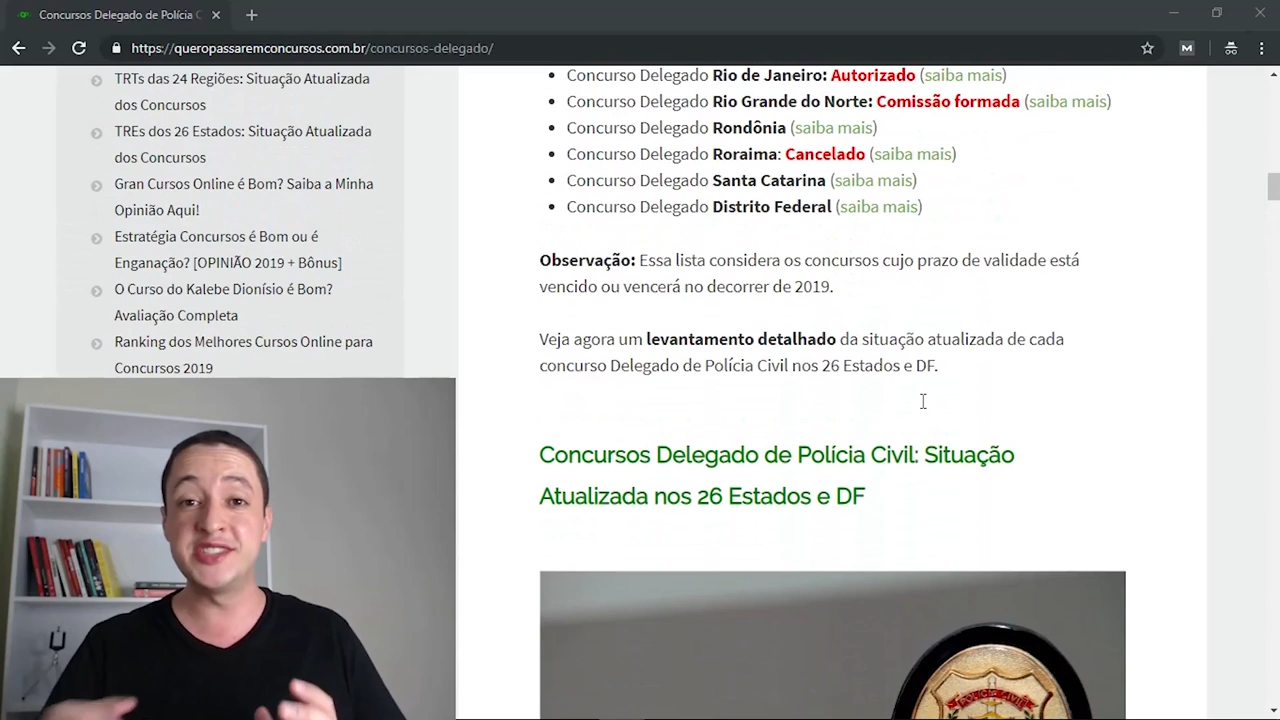 Concursos Delegado de Polícia C
https://queropassaremconcursos.com.br/concursos-delegado/
TRTs das 24 Regiões: Situação Atualizada
dos Concursos
TREs dos 26 Estados: Situação Atualizada
dos Concursos
Gran Cursos Online é Bom? Saiba a Minha
Opinião Aqui!
Estratégia Concursos é Bom ou é
Enganação? [OPINIÃO 2019 + Bônus]
O Curso do Kalebe Dionísio é Bom?
Avaliação Completa
Ranking dos Melhores Cursos Online para
Concursos 2019
Concurso Delegado Rio de Janeiro: Autorizado (saiba mais)
Concurso Delegado Rio Grande do Norte: Comissão formada (saiba mais)
Concurso Delegado Rondônia (saiba mais)
Concurso Delegado Roraima: Cancelado (saiba mais)
Concurso Delegado Santa Catarina (saiba mais)
Concurso Delegado Distrito Federal (saiba mais)
Observação: Essa lista considera os concursos cujo prazo de validade está
vencido ou vencerá no decorrer de 2019.
Veja agora um levantamento detalhado da situação atualizada de cada
concurso Delegado de Polícia Civil nos 26 Estados e DF.
Concursos Delegado de Polícia Civil: Situação
Atualizada nos 26 Estados e DF
POLÍCIA CIVIL